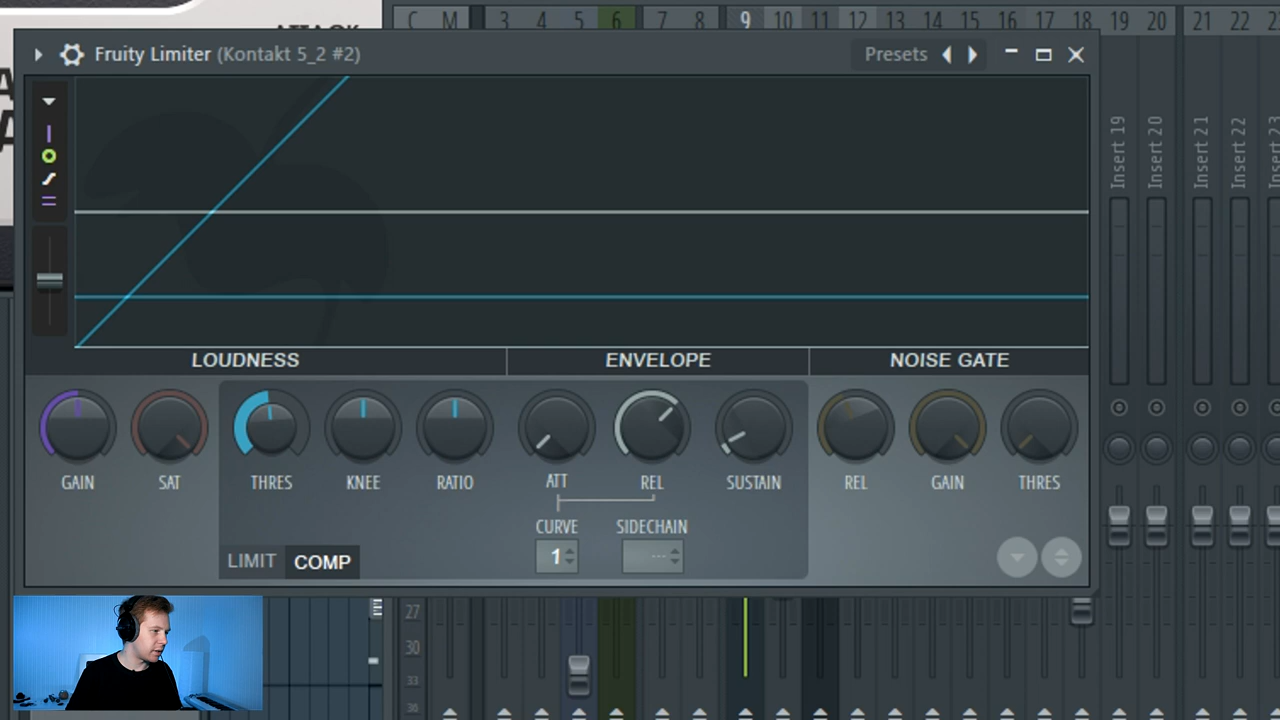 ATTACK
C M 3 4 5 6 7 8 9 10 11 12 13 14 15 16 17 18 19 20 21 22
Fruity Limiter (Kontakt 5_2 #2)
Presets
Insert 19
Insert 20
Insert 21
Insert 22
LOUDNESS
ENVELOPE
NOISE GATE
GAIN SAT THRES KNEE RATIO ATT REL SUSTAIN REL GAIN THRES
CURVE SIDECHAIN
1 ---
LIMIT COMP
27
30
33
36